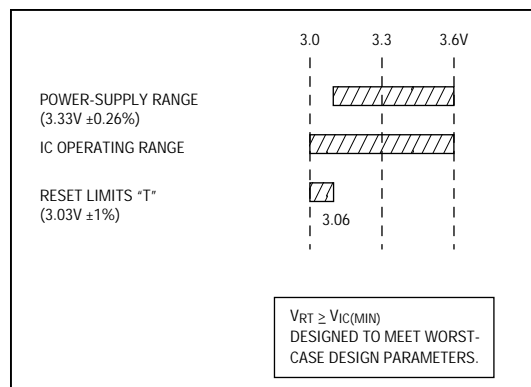 3.0 3.3 3.6V
POWER-SUPPLY RANGE
(3.33V ±0.26%)
IC OPERATING RANGE
RESET LIMITS “T”
(3.03V ±1%)
3.06
VRT ≥ VIC(MIN)
DESIGNED TO MEET WORST-
CASE DESIGN PARAMETERS.